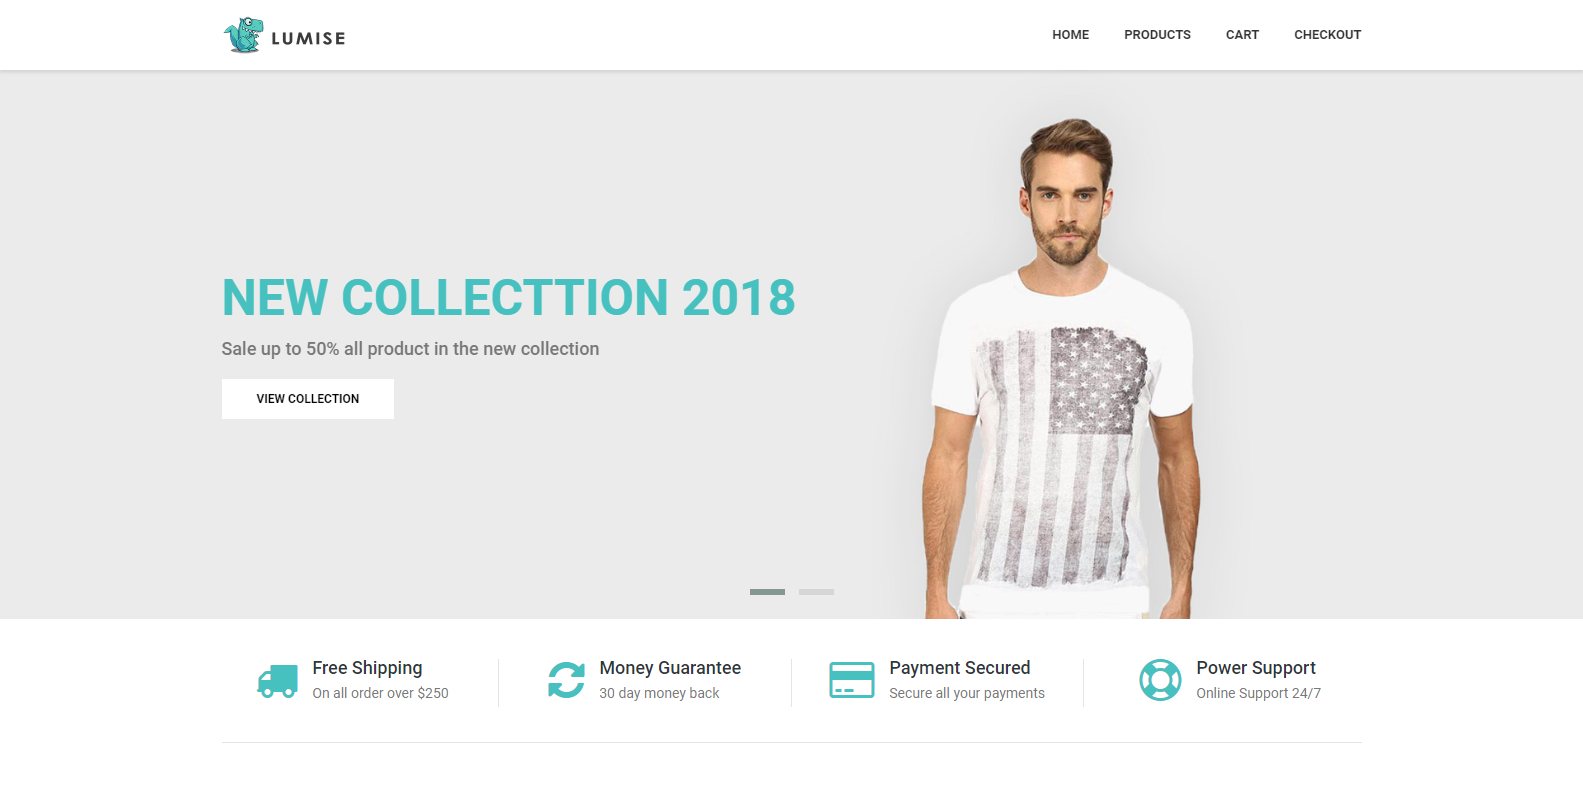 LUMISE
HOME PRODUCTS CART CHECKOUT
NEW COLLECTTION 2018
Sale up to 50% all product in the new collection
VIEW COLLECTION
Free Shipping
On all order over $250
Money Guarantee
30 day money back
Payment Secured
Secure all your payments
Power Support
Online Support 24/7